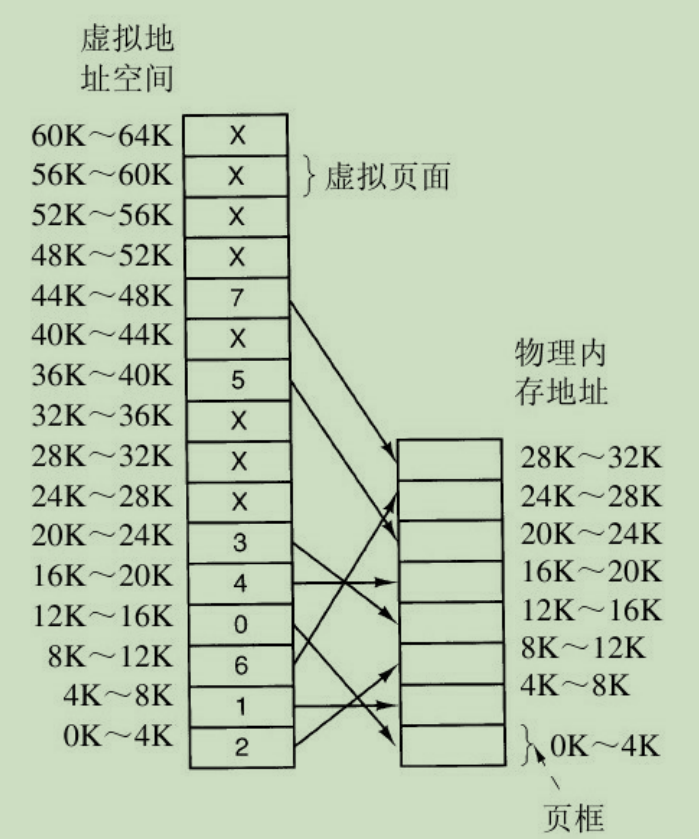 虚拟地
址空间
60K～64K X
56K～60K X 虚拟页面
52K～56K X
48K～52K X
44K～48K 7
40K～44K X
36K～40K 5
32K～36K X
28K～32K X
24K～28K X
20K～24K 3
16K～20K 4
12K～16K 0
8K～12K 6
4K～8K 1
0K～4K 2
物理内
存地址
28K～32K
24K～28K
20K～24K
16K～20K
12K～16K
8K～12K
4K～8K
0K～4K
页框